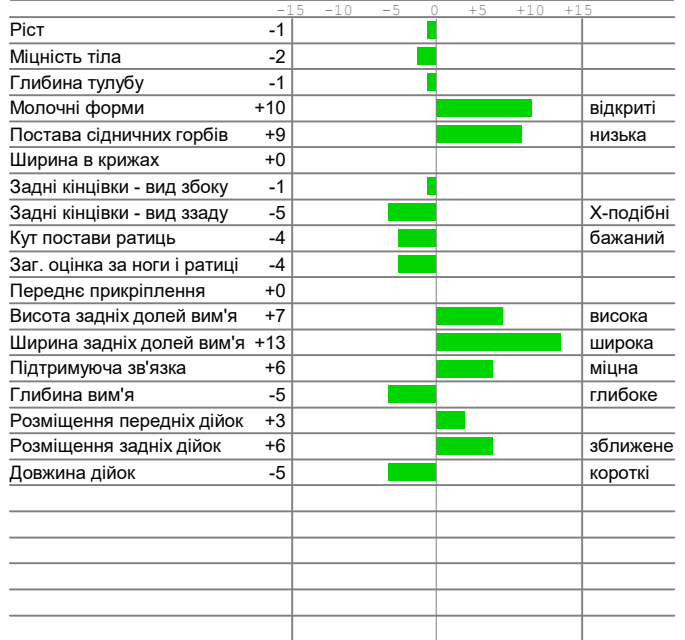 -15 -10 -5 0 +5 +10 +15
Ріст -1
Міцність тіла -2
Глибина тулубу -1
Молочні форми +10 відкриті
Постава сідничних горбів +9 низька
Ширина в крижах +0
Задні кінцівки - вид збоку -1
Задні кінцівки - вид ззаду -5 Х-подібні
Кут постави ратиць -4 бажаний
Заг. оцінка за ноги і ратиці -4
Переднє прикріплення +0
Висота задніх долей вим'я +7 висока
Ширина задніх долей вим'я +13 широка
Підтримуюча зв'язка +6 міцна
Глибина вим'я -5 глибоке
Розміщення передніх дійок +3
Розміщення задніх дійок +6 зближене
Довжина дійок -5 короткі